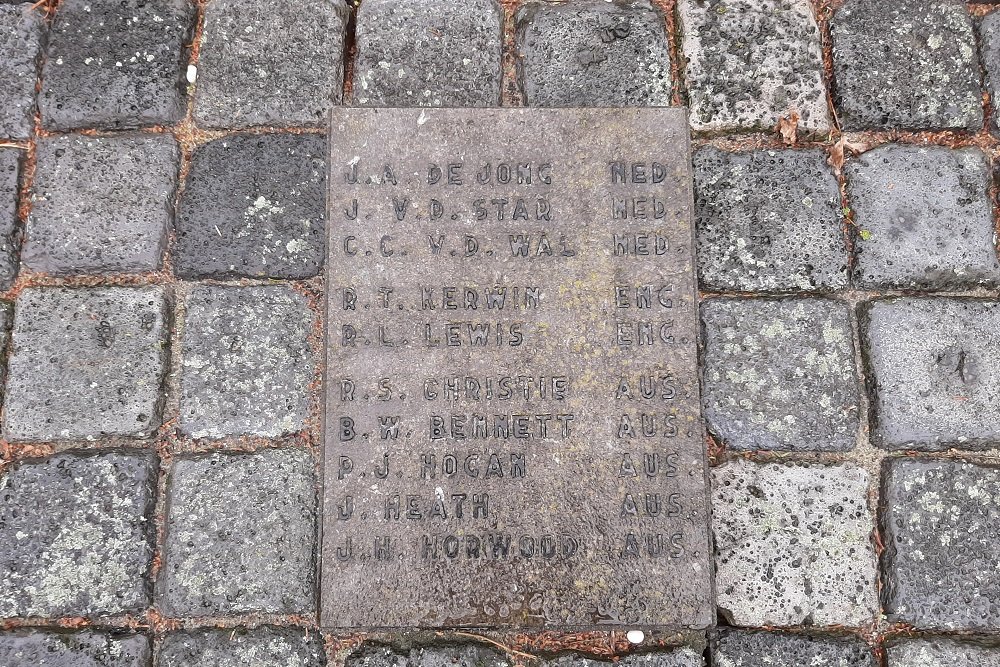 J. A. DE JONG NED.
J. V.D. STAR NED.
C.C. V.D. WAL NED.
R.T. KERWIN ENG.
R.L. LEWIS ENG.
R.S. CHRISTIE AUS.
B.W. BENNETT AUS.
P.J. HOGAN AUS
J. HEATH AUS.
J.H. HORWOOD AUS.